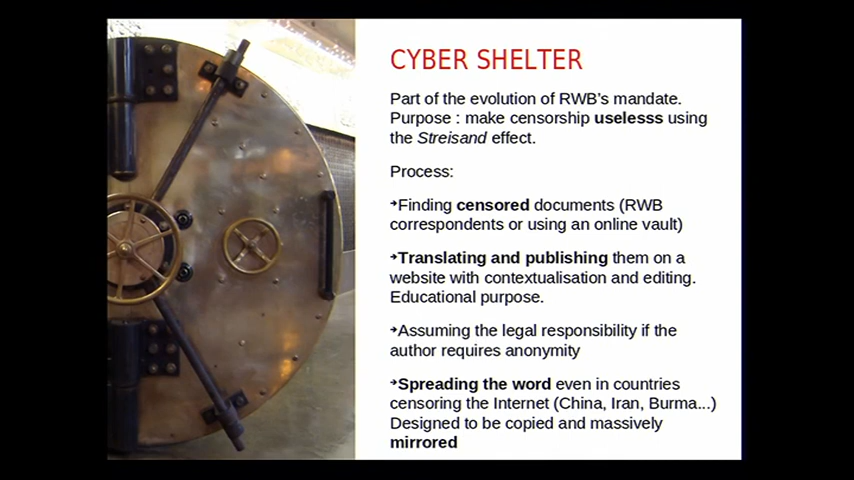 CYBER SHELTER
Part of the evolution of RWB's mandate.
Purpose : make censorship uselesss using
the Streisand effect.
Process:
➔Finding censored documents (RWB
correspondents or using an online vault)
➔Translating and publishing them on a
website with contextualisation and editing.
Educational purpose.
➔Assuming the legal responsibility if the
author requires anonymity
➔Spreading the word even in countries
censoring the Internet (China, Iran, Burma...)
Designed to be copied and massively
mirrored